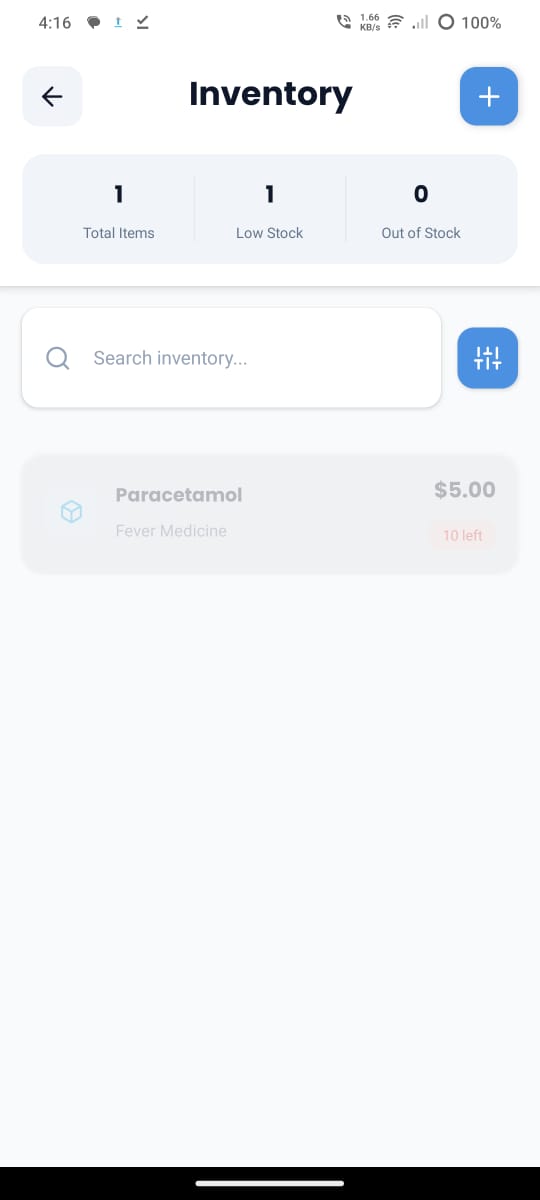 4:16
1.66
KB/s
100%
Inventory
1
1
0
Total Items
Low Stock
Out of Stock
Search inventory...
Paracetamol
$5.00
Fever Medicine
10 left